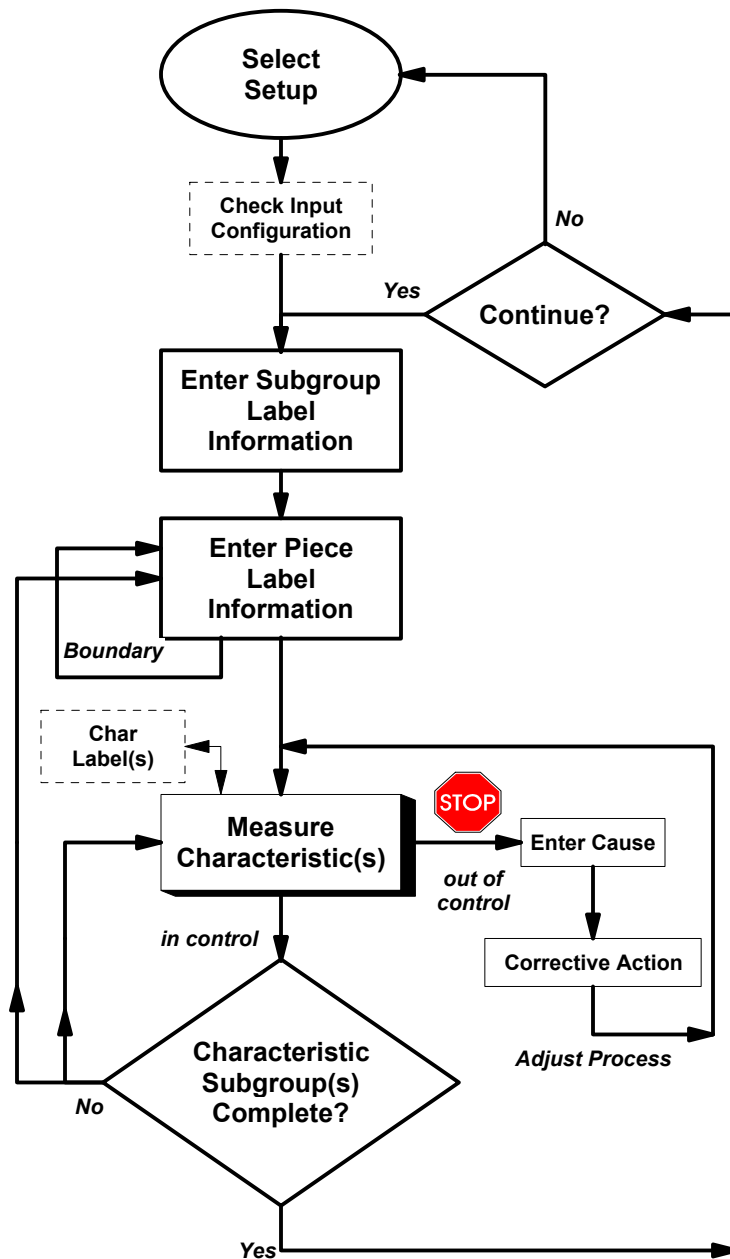 Select
Setup
Check Input
Configuration
No
Yes
Continue?
Enter Subgroup
Label
Information
Enter Piece
Label
Information
Boundary
Char
Label(s)
STOP
Measure
Characteristic(s)
Enter Cause
out of
control
in control
Corrective Action
Adjust Process
Characteristic
Subgroup(s)
Complete?
No
Yes